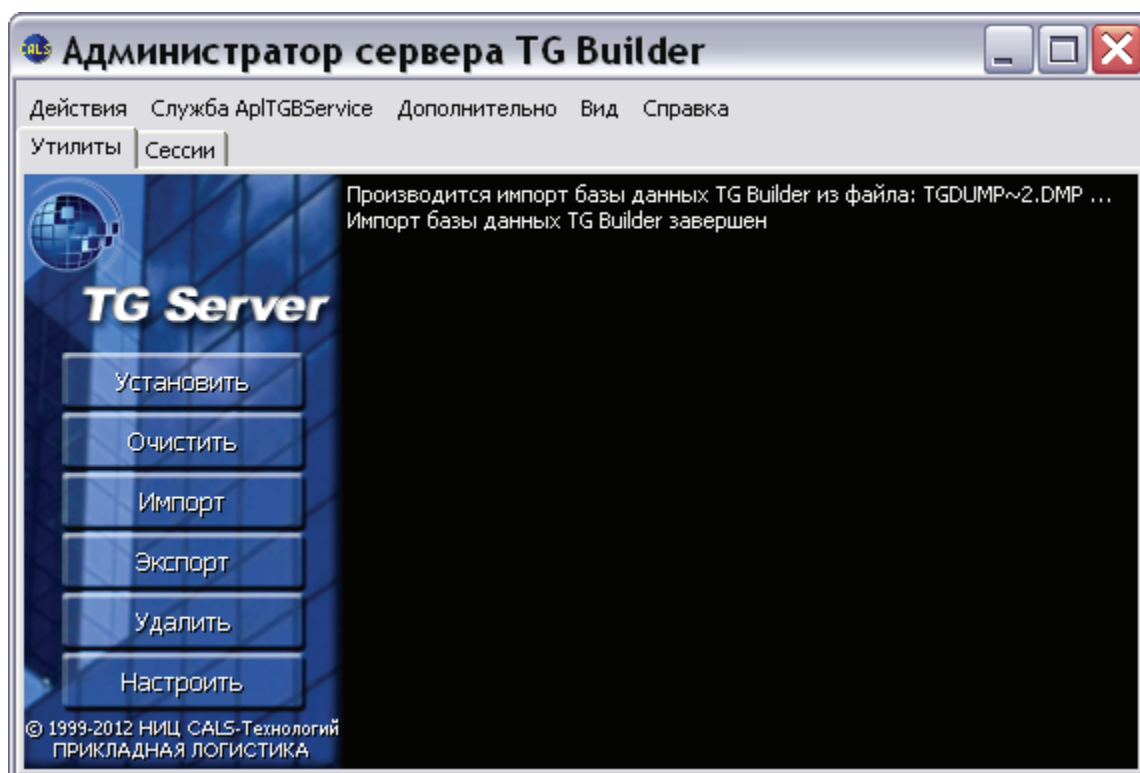 CALS Администратор сервера TG Builder
Действия Служба AplTGBService Дополнительно Вид Справка
Утилиты Сессии
Производится импорт базы данных TG Builder из файла: TGDUMP~2.DMP ...
Импорт базы данных TG Builder завершен
TG Server
Установить
Очистить
Импорт
Экспорт
Удалить
Настроить
© 1999-2012 НИЦ CALS-Технологий
ПРИКЛАДНАЯ ЛОГИСТИКА